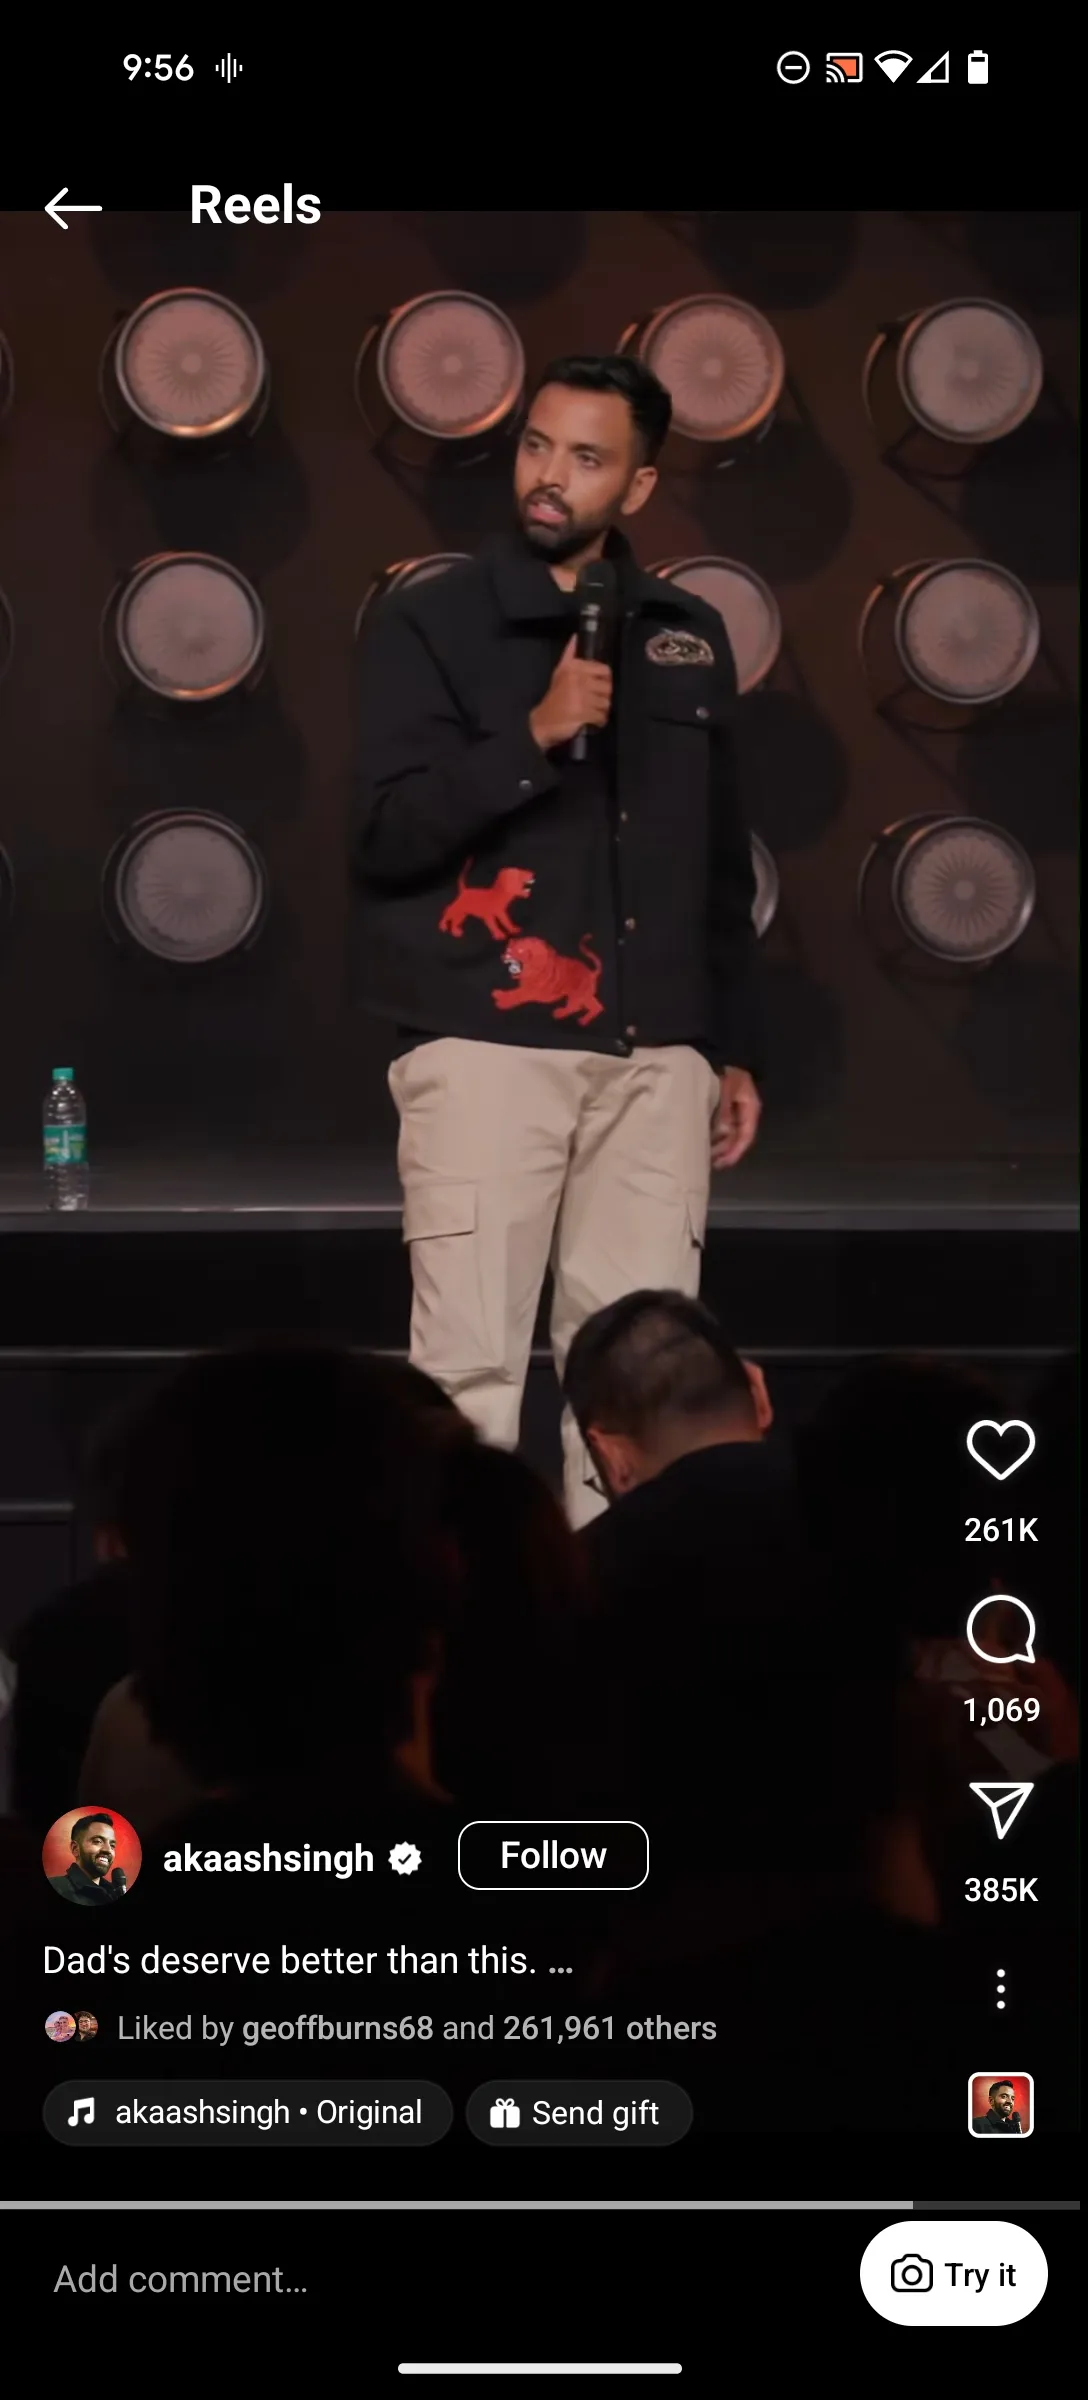 9:56
Reels
261K
1,069
385K
akaashsingh
Follow
Dad's deserve better than this. ...
Liked by geoffburns68 and 261,961 others
akaashsingh • Original
Send gift
Add comment...
Try it